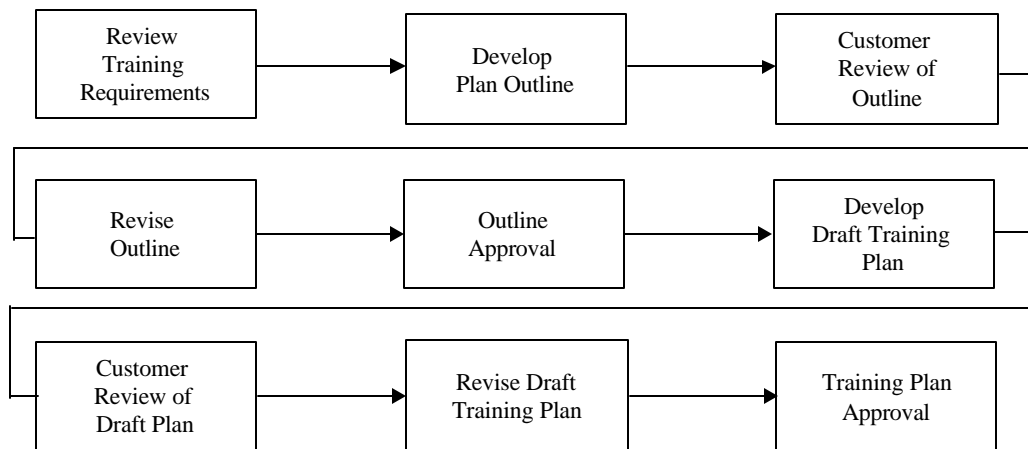 Review
Training
Requirements
Develop
Plan Outline
Customer
Review of
Outline
Revise
Outline
Outline
Approval
Develop
Draft Training
Plan
Customer
Review of
Draft Plan
Revise Draft
Training Plan
Training Plan
Approval